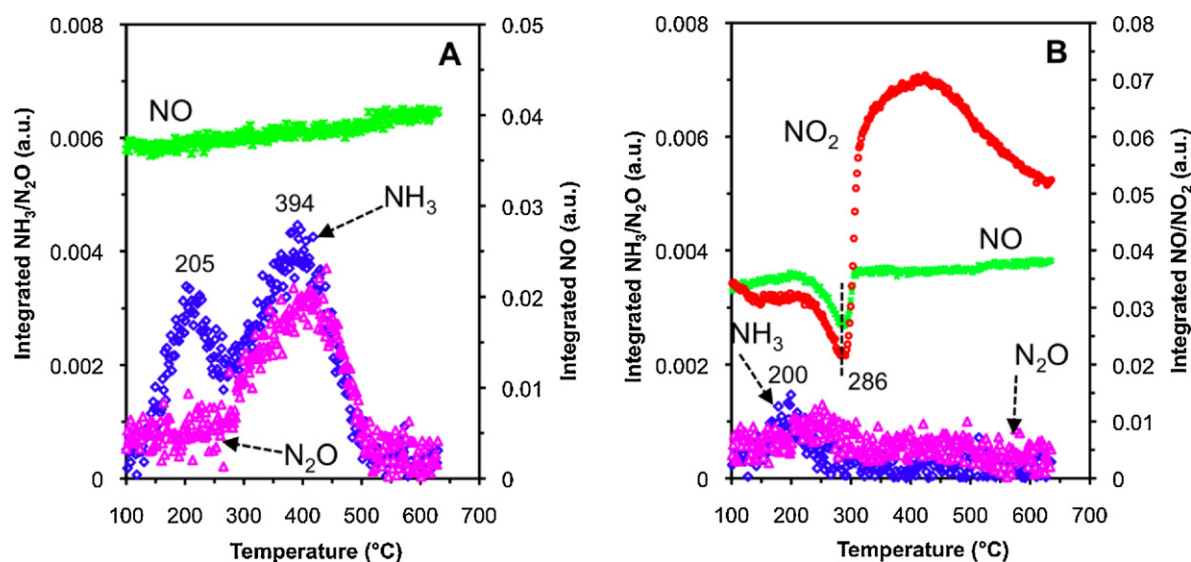 A
Integrated NH₃/N₂O (a.u.)
0.008
0.006
0.004
0.002
0
0.05
0.04
0.03
0.02
0.01
0
Integrated NO (a.u.)
NO
NH₃
394
205
N₂O
100 200 300 400 500 600 700
Temperature (°C)
B
Integrated NH₃/N₂O (a.u.)
0.008
0.006
0.004
0.002
0
0.08
0.07
0.06
0.05
0.04
0.03
0.02
0.01
0
Integrated NO/NO₂ (a.u.)
NO₂
NO
NH₃
200
286
N₂O
100 200 300 400 500 600 700
Temperature (°C)